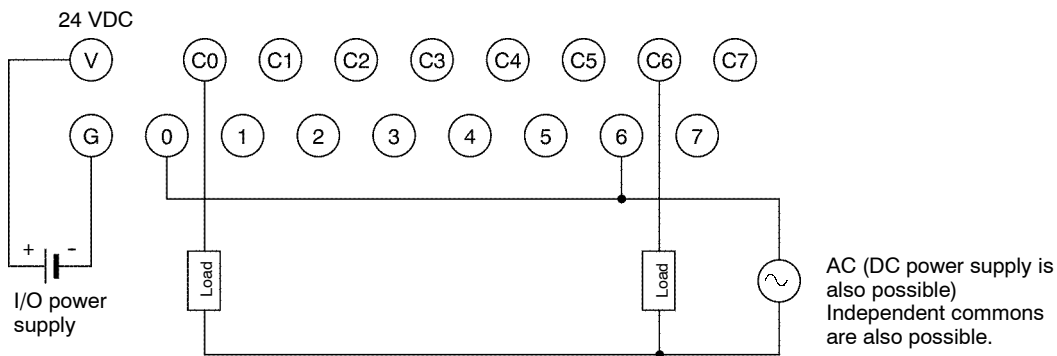 24 VDC
V C0 C1 C2 C3 C4 C5 C6 C7
G 0 1 2 3 4 5 6 7
+ -
I/O power
supply
Load
Load
AC (DC power supply is
also possible)
Independent commons
are also possible.